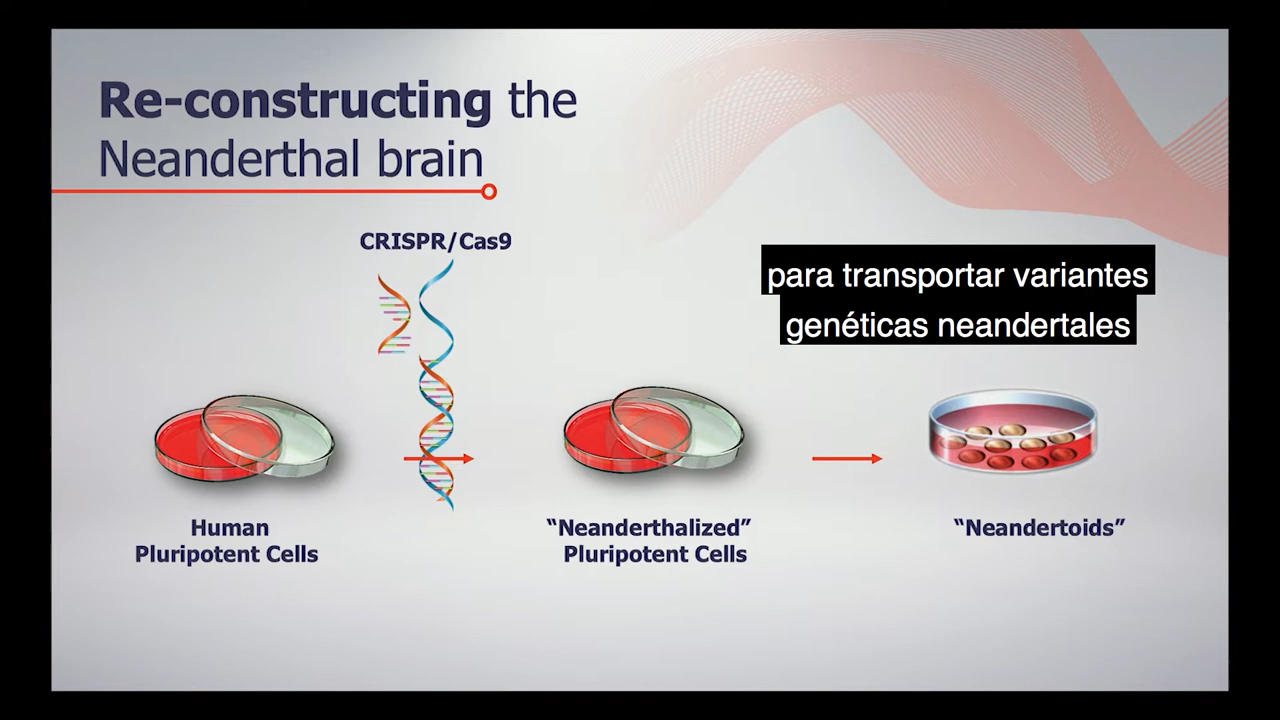 Re-constructing the
Neanderthal brain
CRISPR/Cas9
para transportar variantes
genéticas neandertales
Human
Pluripotent Cells
“Neanderthalized”
Pluripotent Cells
“Neandertoids”